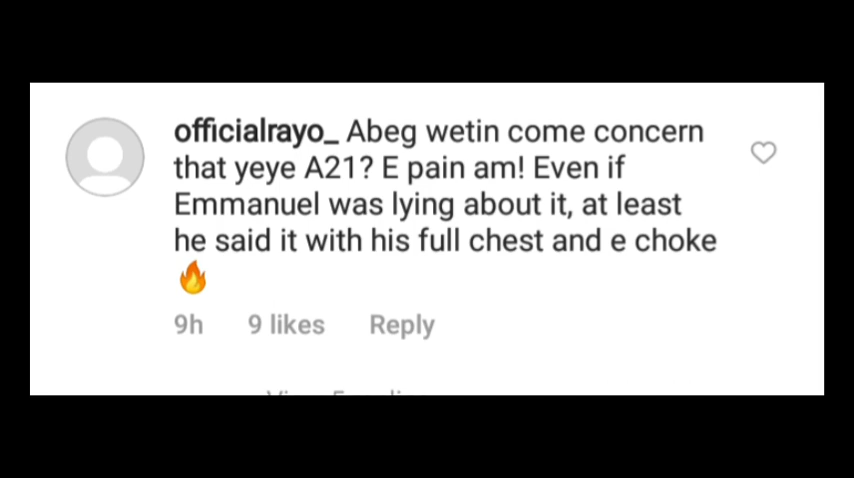 officialrayo_ Abeg wetin come concern
that yeye A21? E pain am! Even if
Emmanuel was lying about it, at least
he said it with his full chest and e choke
🔥
9h 9 likes Reply